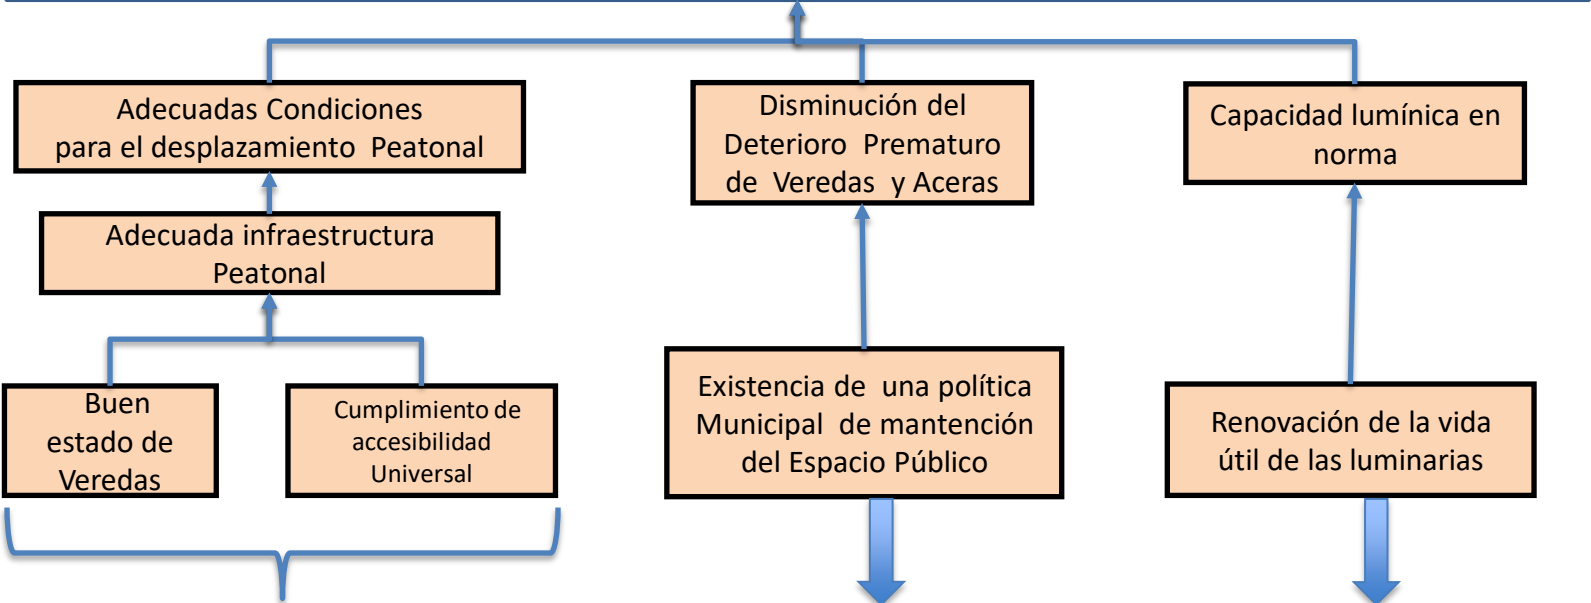 Adecuadas Condiciones
para el desplazamiento Peatonal
Disminución del
Deterioro Prematuro
de Veredas y Aceras
Capacidad lumínica en
norma
Adecuada infraestructura
Peatonal
Buen
estado de
Veredas
Cumplimiento de
accesibilidad
Universal
Existencia de una política
Municipal de mantención
del Espacio Público
Renovación de la vida
útil de las luminarias